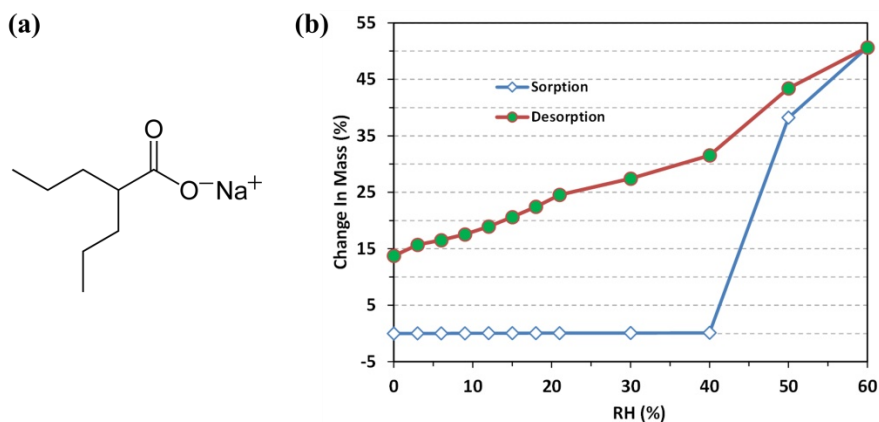 (a)
O
O⁻Na⁺
(b)
55
45
35
25
15
5
-5
Change In Mass (%)
Sorption
Desorption
0 10 20 30 40 50 60
RH (%)